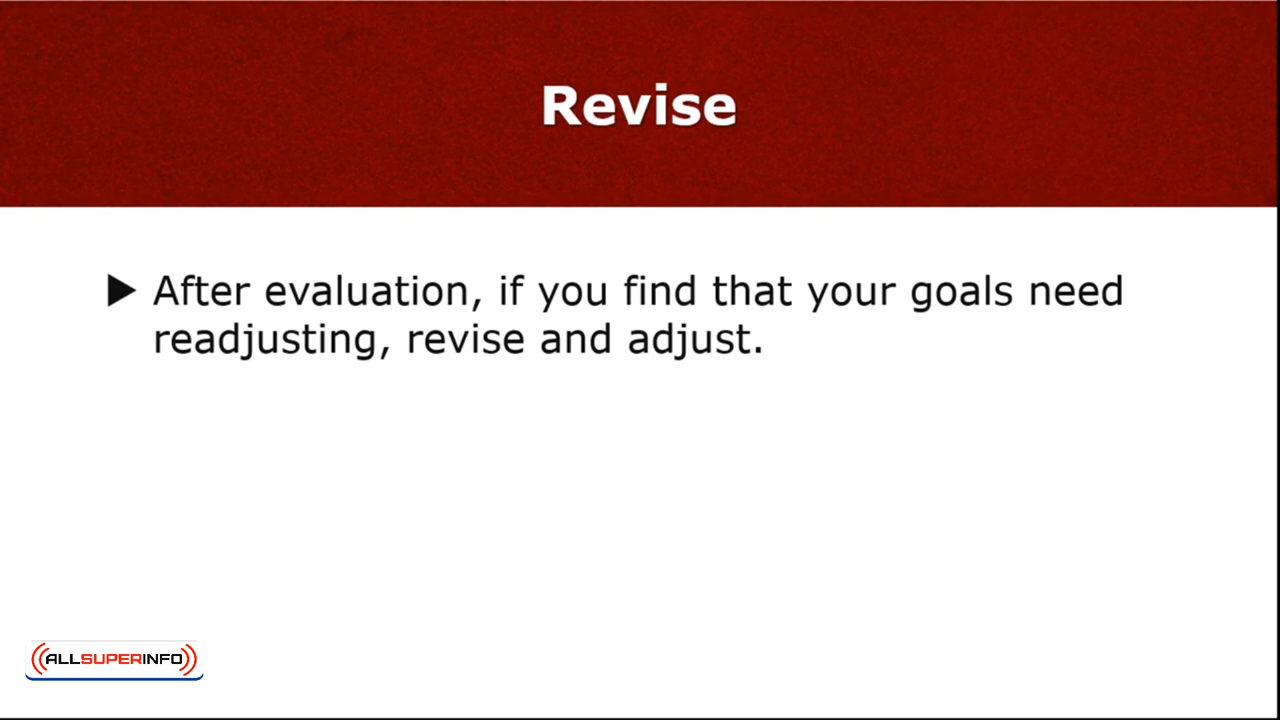 Revise
After evaluation, if you find that your goals need
readjusting, revise and adjust.
ALLSUPERINFO